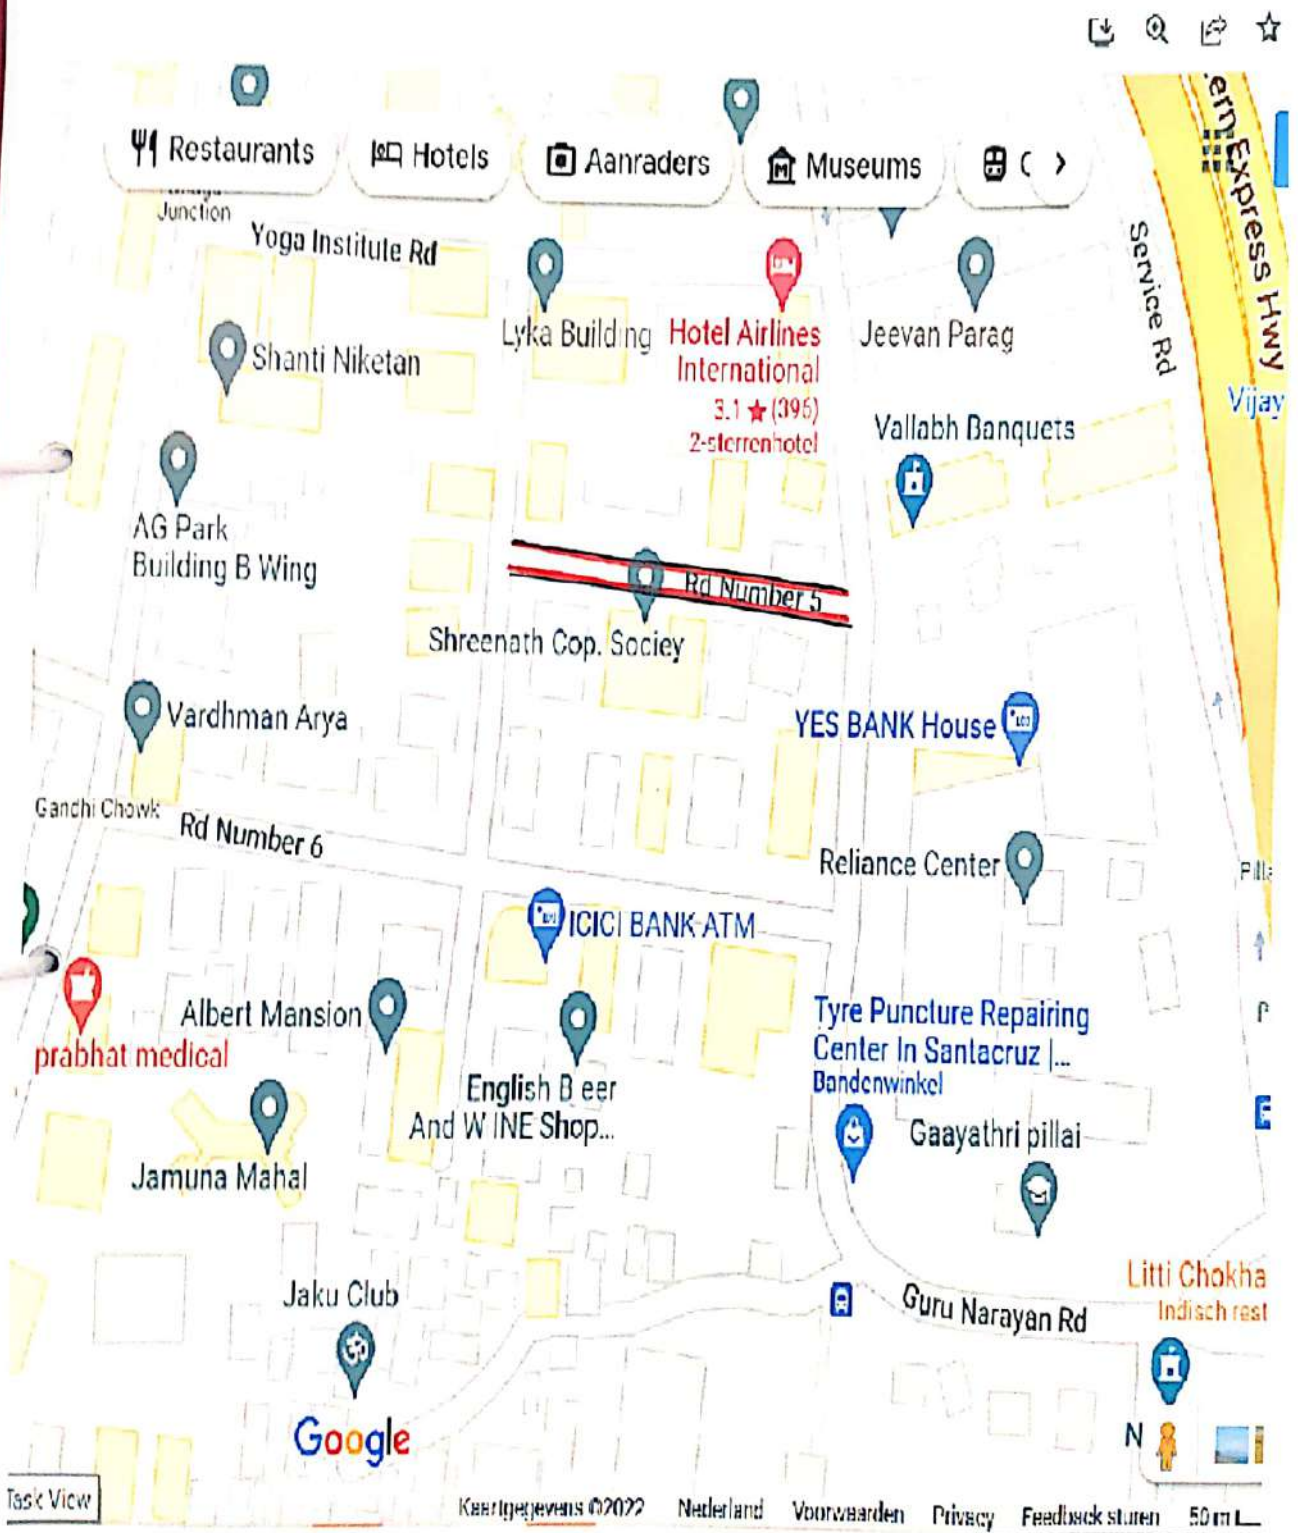 Restaurants
Hotels
Aanraders
Museums
ern Express Hwy
Junction
Yoga Institute Rd
Service Rd
Lyka Building
Hotel Airlines
International
3.1 ★ (396)
2-sterrenhotel
Jeevan Parag
Shanti Niketan
Vijay
Vallabh Banquets
AG Park
Building B Wing
Rd Number 5
Shreenath Cop. Sociey
Vardhman Arya
YES BANK House
Gandhi Chowk
Rd Number 6
Reliance Center
Pilla
ICICI BANK ATM
Albert Mansion
Tyre Puncture Repairing
Center In Santacruz |...
Bandenwinkel
prabhat medical
English B eer
And W INE Shop...
Gaayathri pillai
Jamuna Mahal
Jaku Club
Litti Chokha
Indisch rest
Guru Narayan Rd
Google
N
Task View
Kaartgegevens ©2022 Nederland Voorwaarden Privacy Feedback sturen 50 m